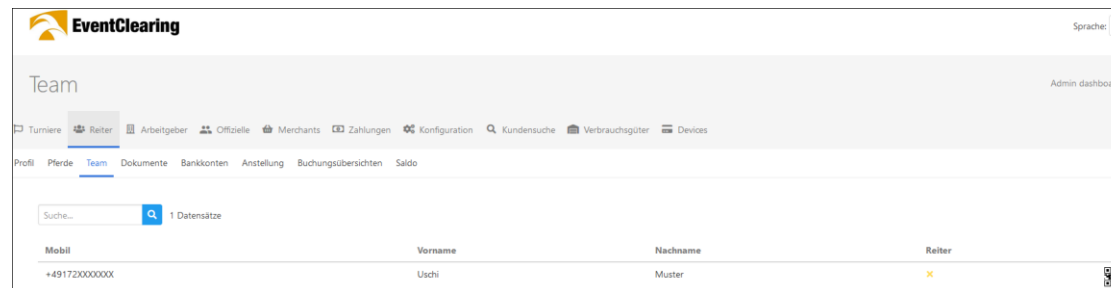 EventClearing
Sprache:
Team
Admin dashboa
Turniere Reiter Arbeitgeber Offizielle Merchants Zahlungen Konfiguration Kundensuche Verbrauchsgüter Devices
Profil Pferde Team Dokumente Bankkonten Anstellung Buchungsübersichten Saldo
Suche... 1 Datensätze
Mobil Vorname Nachname Reiter
+49172XXXXXXX Uschi Muster